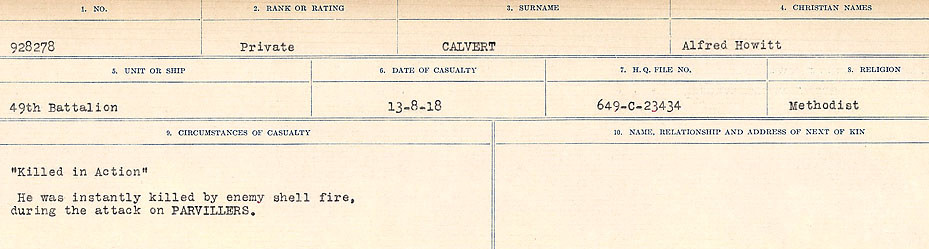 1. NO. 2. RANK OR RATING 3. SURNAME 4. CHRISTIAN NAMES
928278 Private CALVERT Alfred Howitt
5. UNIT OR SHIP 6. DATE OF CASUALTY 7. H.Q. FILE NO. 8. RELIGION
49th Battalion 13-8-18 649-C-23434 Methodist
9. CIRCUMSTANCES OF CASUALTY 10. NAME, RELATIONSHIP AND ADDRESS OF NEXT OF KIN
"Killed in Action"
He was instantly killed by enemy shell fire,
during the attack on PARVILLERS.